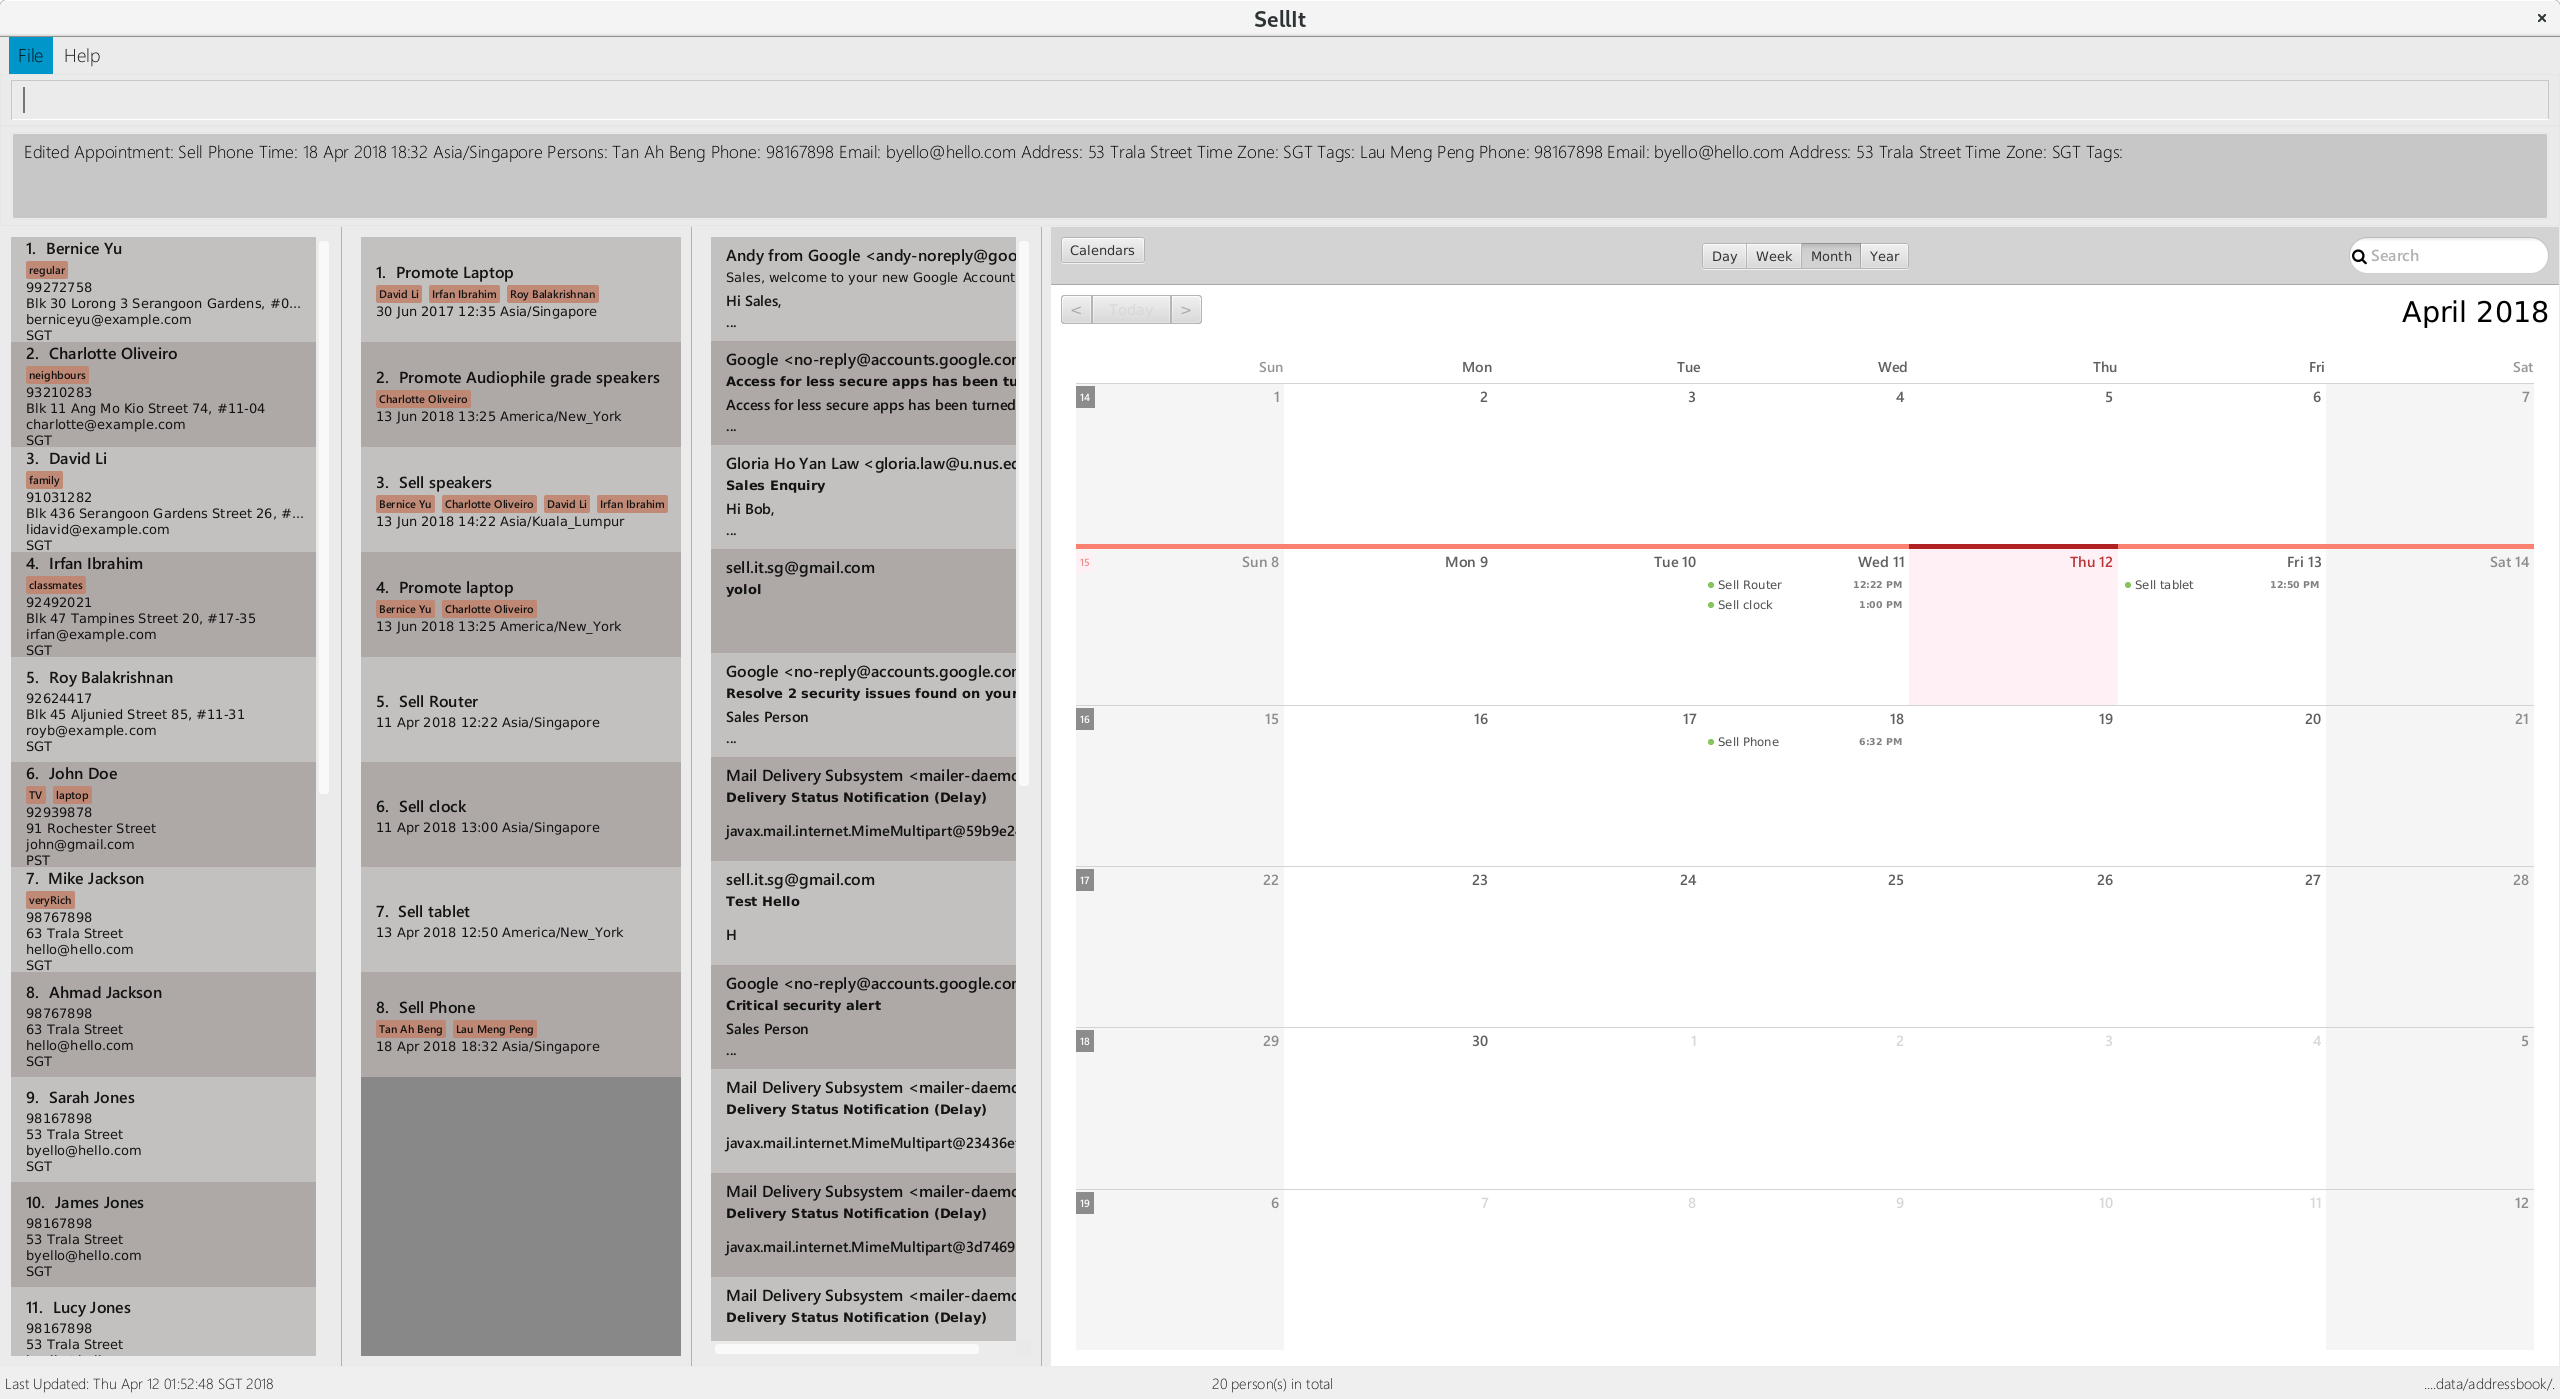 SellIt
File Help
Edited Appointment: Sell Phone Time: 18 Apr 2018 18:32 Asia/Singapore Persons: Tan Ah Beng Phone: 98167898 Email: byello@hello.com Address: 53 Trala Street Time Zone: SGT Tags: Lau Meng Peng Phone: 98167898 Email: byello@hello.com Address: 53 Trala Street Time Zone: SGT Tags:
1. Bernice Yu
regular
99272758
Blk 30 Lorong 3 Serangoon Gardens, #0...
berniceyu@example.com
SGT
2. Charlotte Oliveiro
neighbours
93210283
Blk 11 Ang Mo Kio Street 74, #11-04
charlotte@example.com
SGT
3. David Li
family
91031282
Blk 436 Serangoon Gardens Street 26, #...
lidavid@example.com
SGT
4. Irfan Ibrahim
classmates
92492021
Blk 47 Tampines Street 20, #17-35
irfan@example.com
SGT
5. Roy Balakrishnan
92624417
Blk 45 Aljunied Street 85, #11-31
royb@example.com
SGT
6. John Doe
TV laptop
92939878
91 Rochester Street
john@gmail.com
PST
7. Mike Jackson
veryRich
98767898
63 Trala Street
hello@hello.com
SGT
8. Ahmad Jackson
98767898
63 Trala Street
hello@hello.com
SGT
9. Sarah Jones
98167898
53 Trala Street
byello@hello.com
SGT
10. James Jones
98167898
53 Trala Street
byello@hello.com
SGT
11. Lucy Jones
98167898
53 Trala Street
1. Promote Laptop
David Li Irfan Ibrahim Roy Balakrishnan
30 Jun 2017 12:35 Asia/Singapore
2. Promote Audiophile grade speakers
Charlotte Oliveiro
13 Jun 2018 13:25 America/New_York
3. Sell speakers
Bernice Yu Charlotte Oliveiro David Li Irfan Ibrahim
13 Jun 2018 14:22 Asia/Kuala_Lumpur
4. Promote laptop
Bernice Yu Charlotte Oliveiro
13 Jun 2018 13:25 America/New_York
5. Sell Router
11 Apr 2018 12:22 Asia/Singapore
6. Sell clock
11 Apr 2018 13:00 Asia/Singapore
7. Sell tablet
13 Apr 2018 12:50 America/New_York
8. Sell Phone
Tan Ah Beng Lau Meng Peng
18 Apr 2018 18:32 Asia/Singapore
Andy from Google <andy-noreply@goo
Sales, welcome to your new Google Account
Hi Sales,
...
Google <no-reply@accounts.google.cor
Access for less secure apps has been tu
Access for less secure apps has been turned
...
Gloria Ho Yan Law <gloria.law@u.nus.ed
Sales Enquiry
Hi Bob,
...
sell.it.sg@gmail.com
yolol
Google <no-reply@accounts.google.cor
Resolve 2 security issues found on your
Sales Person
...
Mail Delivery Subsystem <mailer-daemo
Delivery Status Notification (Delay)
javax.mail.internet.MimeMultipart@59b9e2
sell.it.sg@gmail.com
Test Hello
H
Google <no-reply@accounts.google.cor
Critical security alert
Sales Person
...
Mail Delivery Subsystem <mailer-daemo
Delivery Status Notification (Delay)
javax.mail.internet.MimeMultipart@23436e
Mail Delivery Subsystem <mailer-daemo
Delivery Status Notification (Delay)
javax.mail.internet.MimeMultipart@3d7469
Mail Delivery Subsystem <mailer-daemo
Delivery Status Notification (Delay)
Calendars Day Week Month Year Search
< Today > April 2018
Sun Mon Tue Wed Thu Fri Sat
14 1 2 3 4 5 6 7
15 Sun 8 Mon 9 Tue 10 Wed 11 Thu 12 Fri 13 Sat 14
Sell Router 12:22 PM Sell tablet 12:50 PM
Sell clock 1:00 PM
16 15 16 17 18 19 20 21
Sell Phone 6:32 PM
17 22 23 24 25 26 27 28
18 29 30 1 2 3 4 5
19 6 7 8 9 10 11 12
Last Updated: Thu Apr 12 01:52:48 SGT 2018 20 person(s) in total ....data/addressbook/.